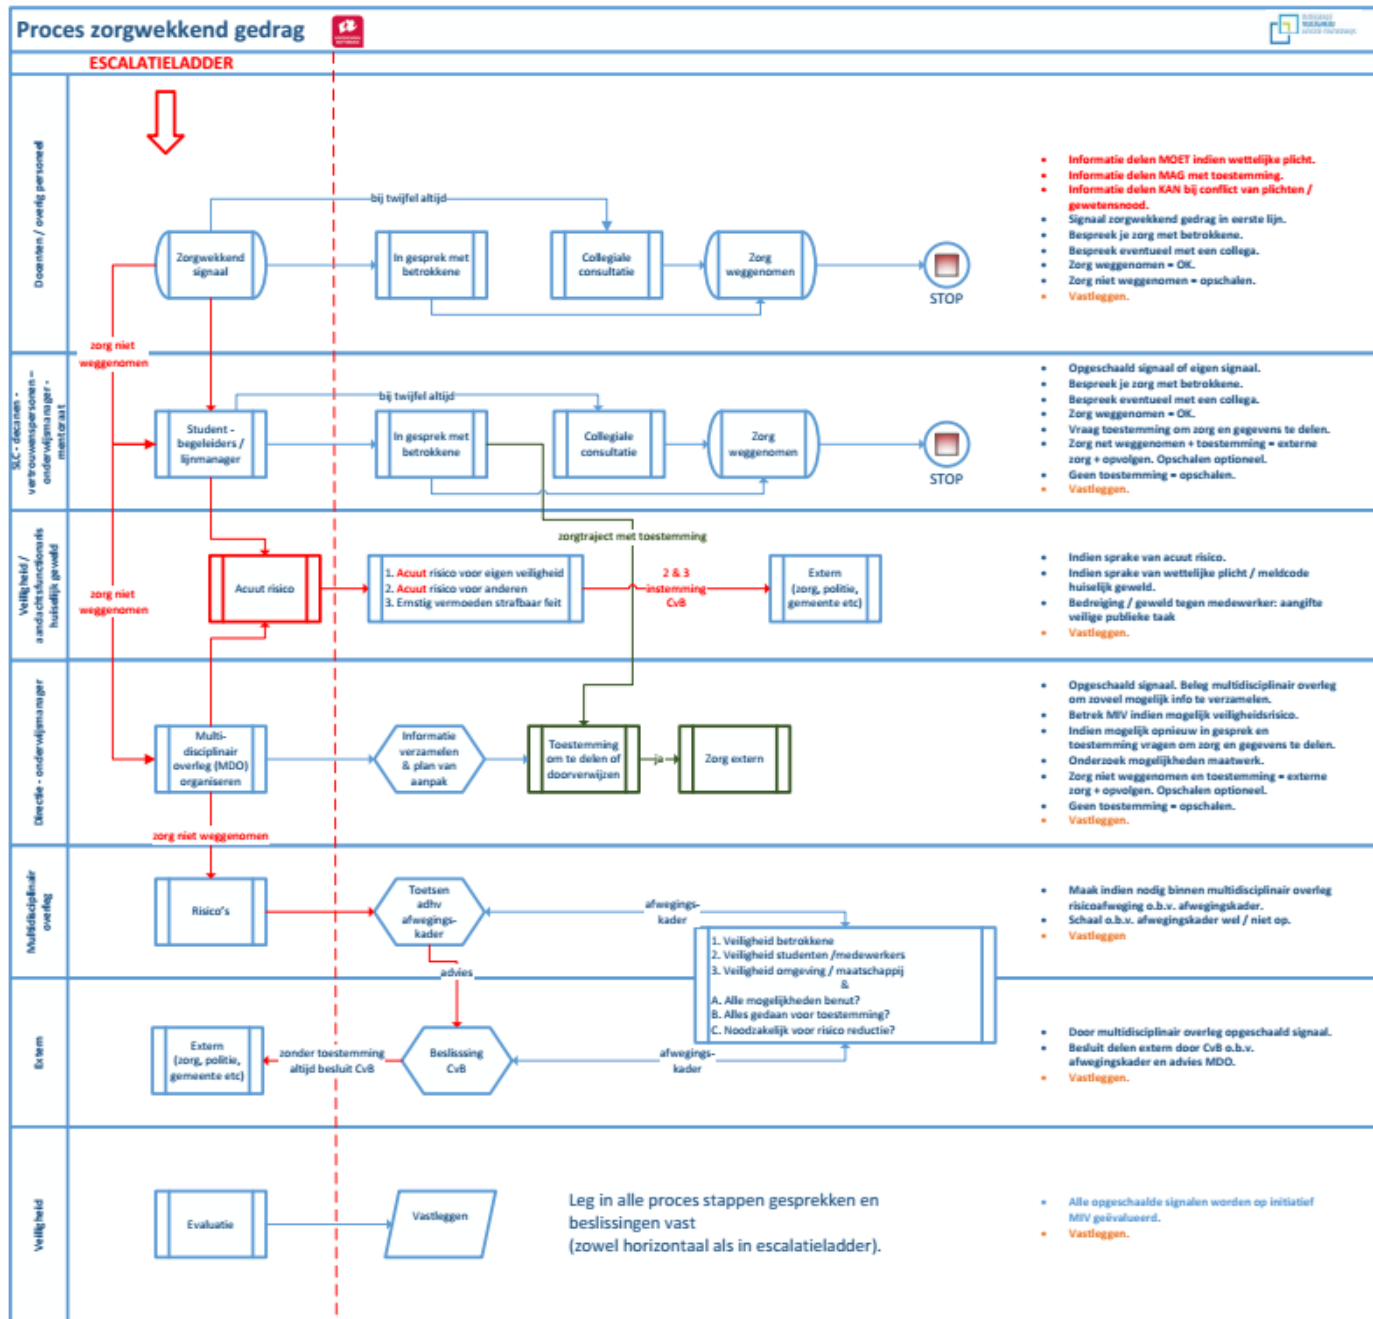 Proces zorgwekkend gedrag
ESCALATIELADDER
Docenten / overig personeel
bij twijfel altijd
Zorgwekkend
signaal
In gesprek met
betrokkene
Collegiale
consultatie
Zorg
weggenomen
STOP
zorg niet
weggenomen
• Informatie delen MOET indien wettelijke plicht.
• Informatie delen MAG met toestemming.
• Informatie delen KAN bij conflict van plichten /
gewetensnood.
• Signaal zorgwekkend gedrag in eerste lijn.
• Bespreek je zorg met betrokkene.
• Bespreek eventueel met een collega.
• Zorg weggenomen = OK.
• Zorg niet weggenomen = opschalen.
• Vastleggen.
SLC - decanen -
vertrouwenspersonen –
onderwijsmanager -
mentoraat
bij twijfel altijd
Student -
begeleiders /
lijnmanager
In gesprek met
betrokkene
Collegiale
consultatie
Zorg
weggenomen
STOP
• Opgeschaald signaal of eigen signaal.
• Bespreek je zorg met betrokkene.
• Bespreek eventueel met een collega.
• Zorg weggenomen = OK.
• Vraag toestemming om zorg en gegevens te delen.
• Zorg net weggenomen + toestemming = externe
zorg + opvolgen. Opschalen optioneel.
• Geen toestemming = opschalen.
• Vastleggen.
Veiligheid /
aandachtsfunctionaris
huiselijk geweld
zorgtraject met toestemming
zorg niet
weggenomen
Acuut risico
1. Acuut risico voor eigen veiligheid
2. Acuut risico voor anderen
3. Ernstig vermoeden strafbaar feit
2 & 3
instemming
CvB
Extern
(zorg, politie,
gemeente etc)
• Indien sprake van acuut risico.
• Indien sprake van wettelijke plicht / meldcode
huiselijk geweld.
• Bedreiging / geweld tegen medewerker: aangifte
veilige publieke taak
• Vastleggen.
Directie - onderwijsmanager
Multi-
disciplinair
overleg (MDO)
organiseren
Informatie
verzamelen
& plan van
aanpak
Toestemming
om te delen of
doorverwijzen
ja
Zorg extern
zorg niet weggenomen
• Opgeschaald signaal. Beleg multidisciplinair overleg
om zoveel mogelijk info te verzamelen.
• Betrek MIV indien mogelijk veiligheidsrisico.
• Indien mogelijk opnieuw in gesprek en
toestemming vragen om zorg en gegevens te delen.
• Onderzoek mogelijkheden maatwerk.
• Zorg niet weggenomen en toestemming = externe
zorg + opvolgen. Opschalen optioneel.
• Geen toestemming = opschalen.
• Vastleggen.
Multidisciplinair
overleg
Risico's
Toetsen
adhv
afwegings-
kader
afwegings-
kader
advies
1. Veiligheid betrokkene
2. Veiligheid studenten /medewerkers
3. Veiligheid omgeving / maatschappij
&
A. Alle mogelijkheden benut?
B. Alles gedaan voor toestemming?
C. Noodzakelijk voor risico reductie?
• Maak indien nodig binnen multidisciplinair overleg
risicoafweging o.b.v. afwegingskader.
• Schaal o.b.v. afwegingskader wel / niet op.
• Vastleggen
Extern
Extern
(zorg, politie,
gemeente etc)
zonder toestemming
altijd besluit CvB
Beslisssing
CvB
afwegings-
kader
• Door multidisciplinair overleg opgeschaald signaal.
• Besluit delen extern door CvB o.b.v.
afwegingskader en advies MDO.
• Vastleggen.
Veiligheid
Evaluatie
Vastleggen
Leg in alle proces stappen gesprekken en
beslissingen vast
(zowel horizontaal als in escalatieladder).
• Alle opgeschaalde signalen worden op initiatief
MIV geëvalueerd.
• Vastleggen.